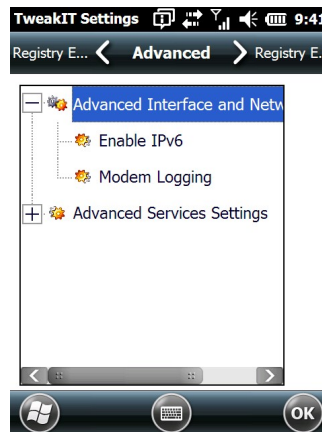 TweakIT Settings 9:41
Registry E... Advanced Registry E.
Advanced Interface and Netw
Enable IPv6
Modem Logging
Advanced Services Settings
OK